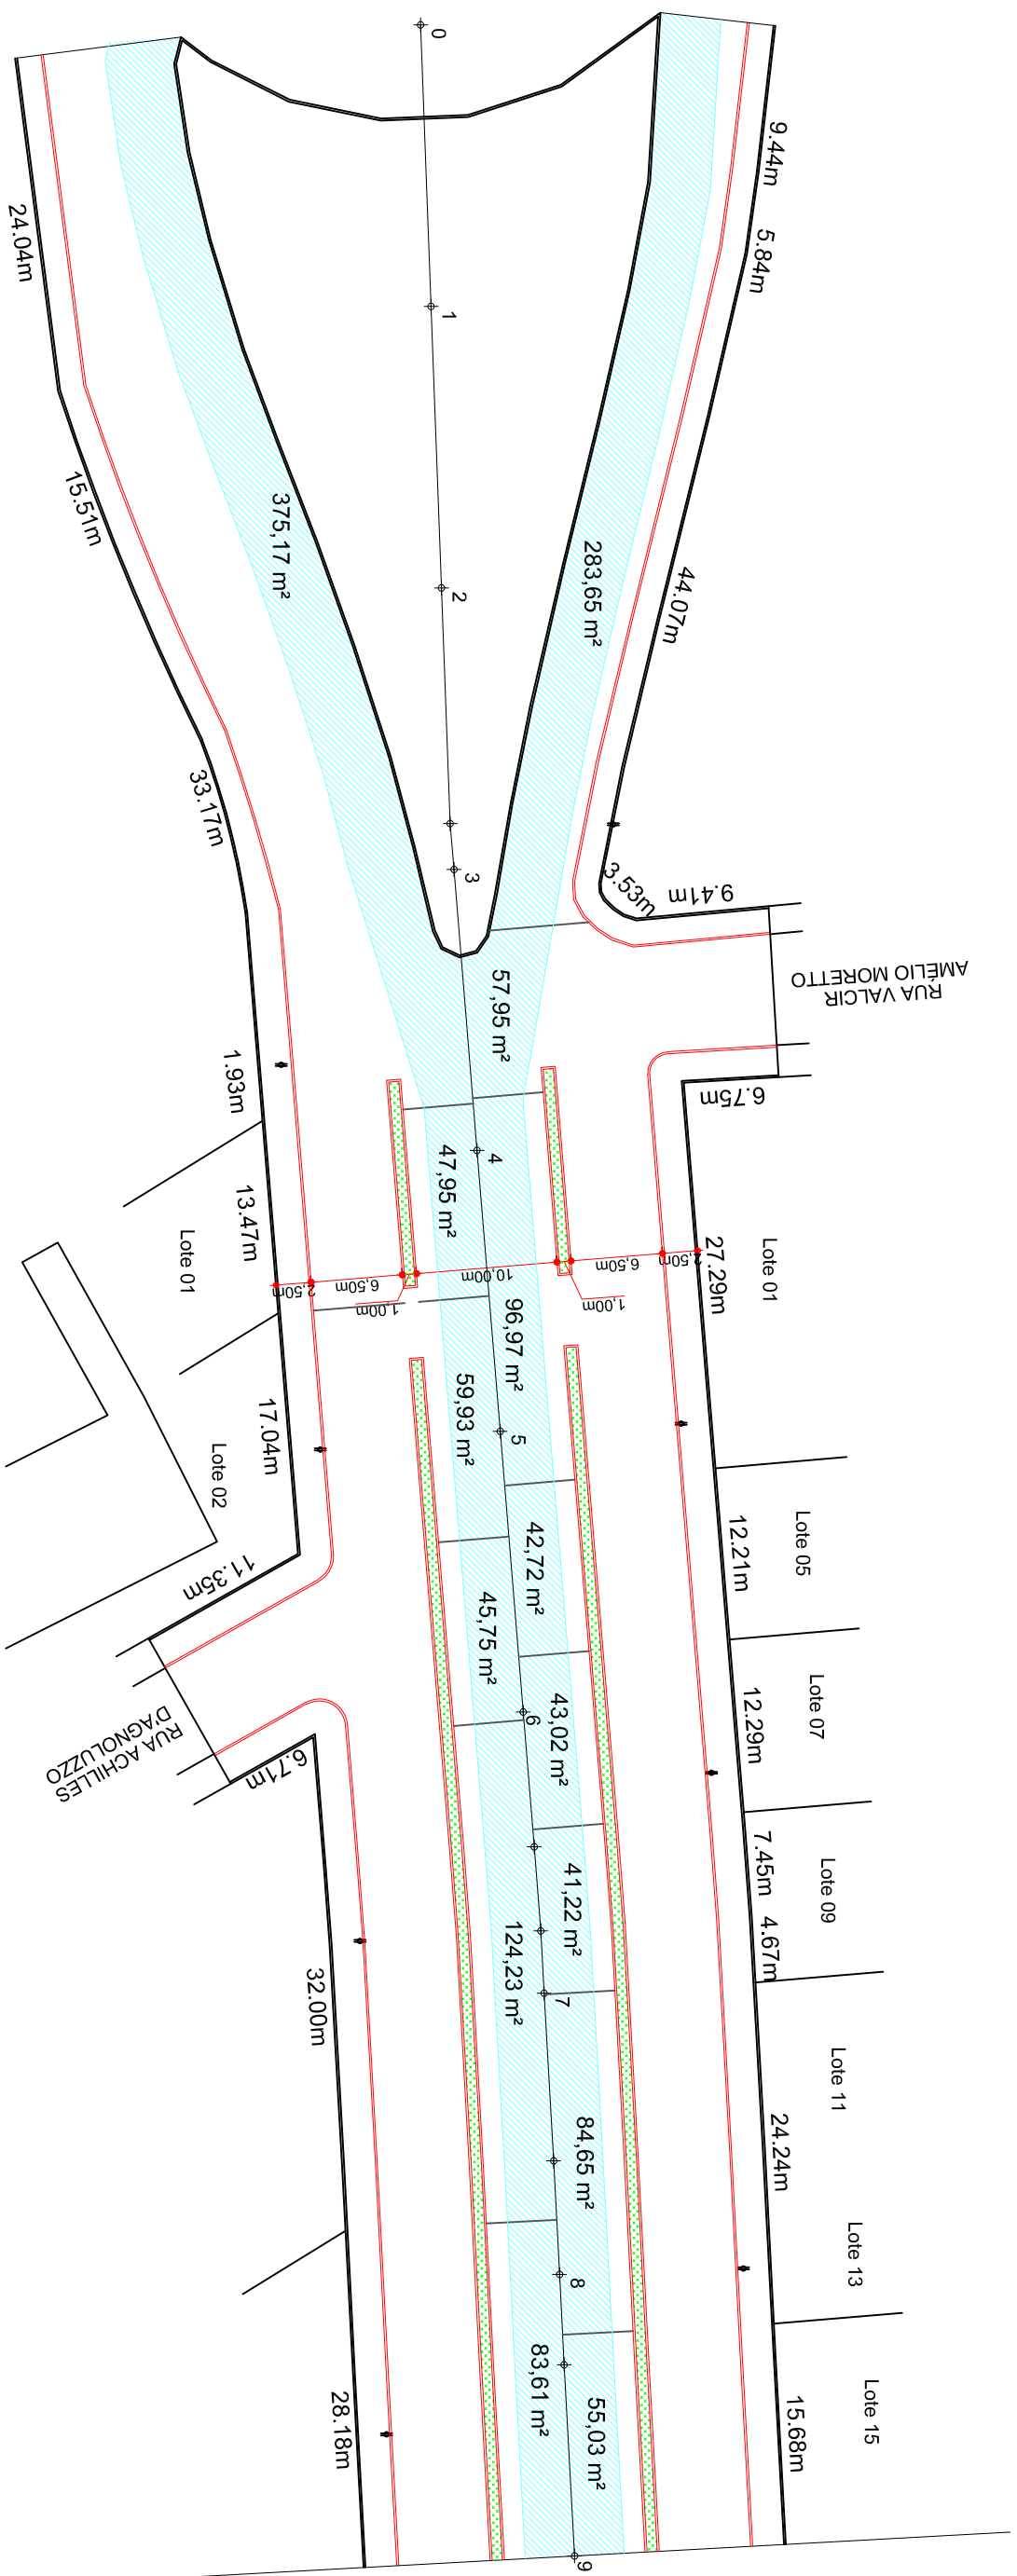 0
9.44m
5.84m
24.04m
1
15.51m
375,17 m²
283,65 m²
2
44.07m
33.17m
3
3.53m
9.41m
RUA VALCIR
AMÉLIO MORETTO
57,95 m²
1.93m
6.75m
4
47,95 m²
13.47m
Lote 01
27.29m
Lote 01
2,50m
6,50m
10,00m
6,50m
2,50m
1,00m
1,00m
96,97 m²
59,93 m²
5
17.04m
Lote 02
42,72 m²
12.21m
Lote 05
11.35m
45,75 m²
43,02 m²
6
12.29m
Lote 07
RUA ACHILLES
D'AGNOLUZZO
6.71m
41,22 m²
7.45m
Lote 09
4.67m
124,23 m²
7
32.00m
84,65 m²
Lote 11
24.24m
Lote 13
8
83,61 m²
55,03 m²
28.18m
15.68m
Lote 15
9